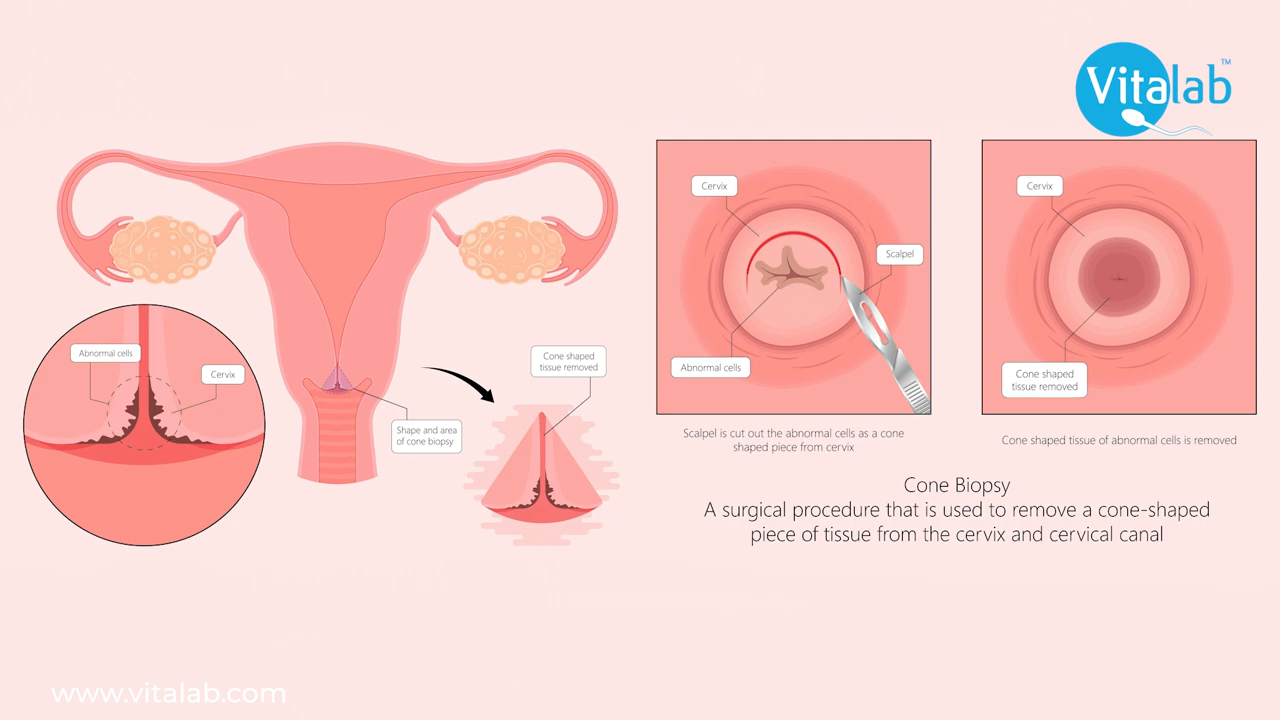 Vitalab™
Abnormal cells
Cervix
Shape and area
of cone biopsy
Cone shaped
tissue removed
Cervix
Scalpel
Abnormal cells
Scalpel is cut out the abnormal cells as a cone
shaped piece from cervix
Cervix
Cone shaped
tissue removed
Cone shaped tissue of abnormal cells is removed
Cone Biopsy
A surgical procedure that is used to remove a cone-shaped
piece of tissue from the cervix and cervical canal
www.vitalab.com